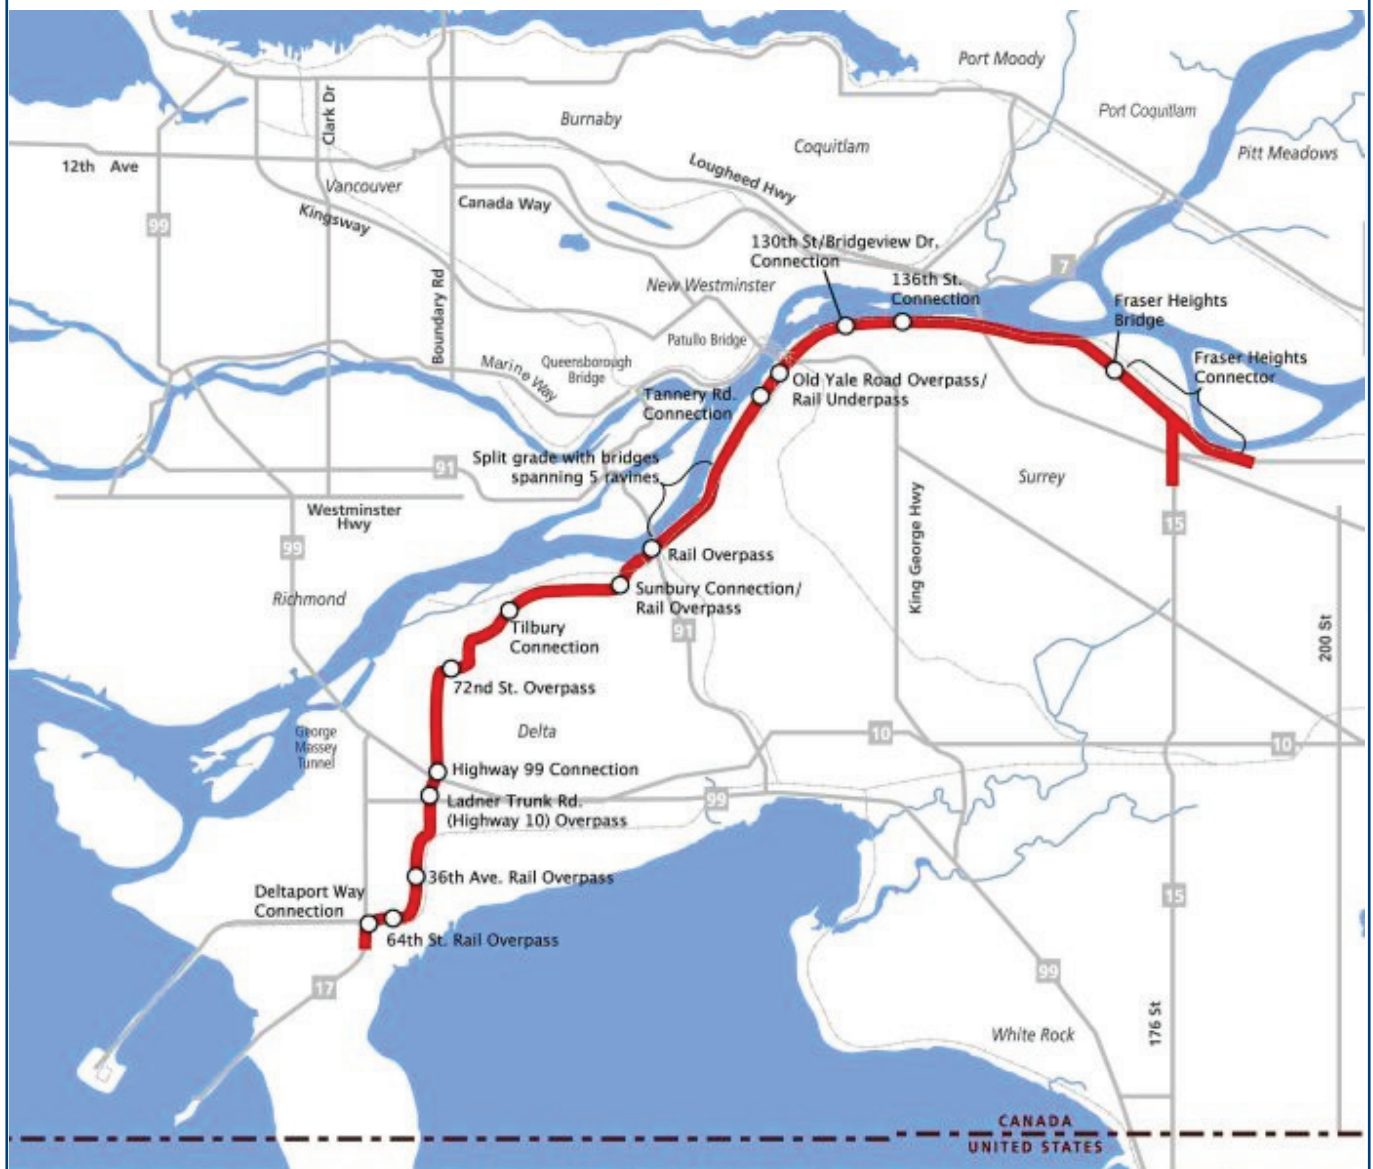 Port Moody
Port Coquitlam
Burnaby
Clark Dr
Coquitlam
Pitt Meadows
12th Ave
Lougheed Hwy
Vancouver
Canada Way
Kingsway
99
130th St/Bridgeview Dr.
Connection
7
136th St.
Connection
New Westminster
Fraser Heights
Bridge
Boundary Rd
Patullo Bridge
Marine Way
Queensborough
Bridge
Fraser Heights
Connector
Old Yale Road Overpass/
Rail Underpass
Tannery Rd.
Connection
91
Split grade with bridges
spanning 5 ravines
Surrey
Westminster
Hwy
King George Hwy
15
99
Rail Overpass
Richmond
Sunbury Connection/
Rail Overpass
Tilbury
Connection
91
200 St
72nd St. Overpass
George
Massey
Tunnel
Delta
10
10
Highway 99 Connection
Ladner Trunk Rd.
(Highway 10) Overpass
99
36th Ave. Rail Overpass
Deltaport Way
Connection
15
64th St. Rail Overpass
17
99
176 St
White Rock
CANADA
UNITED STATES